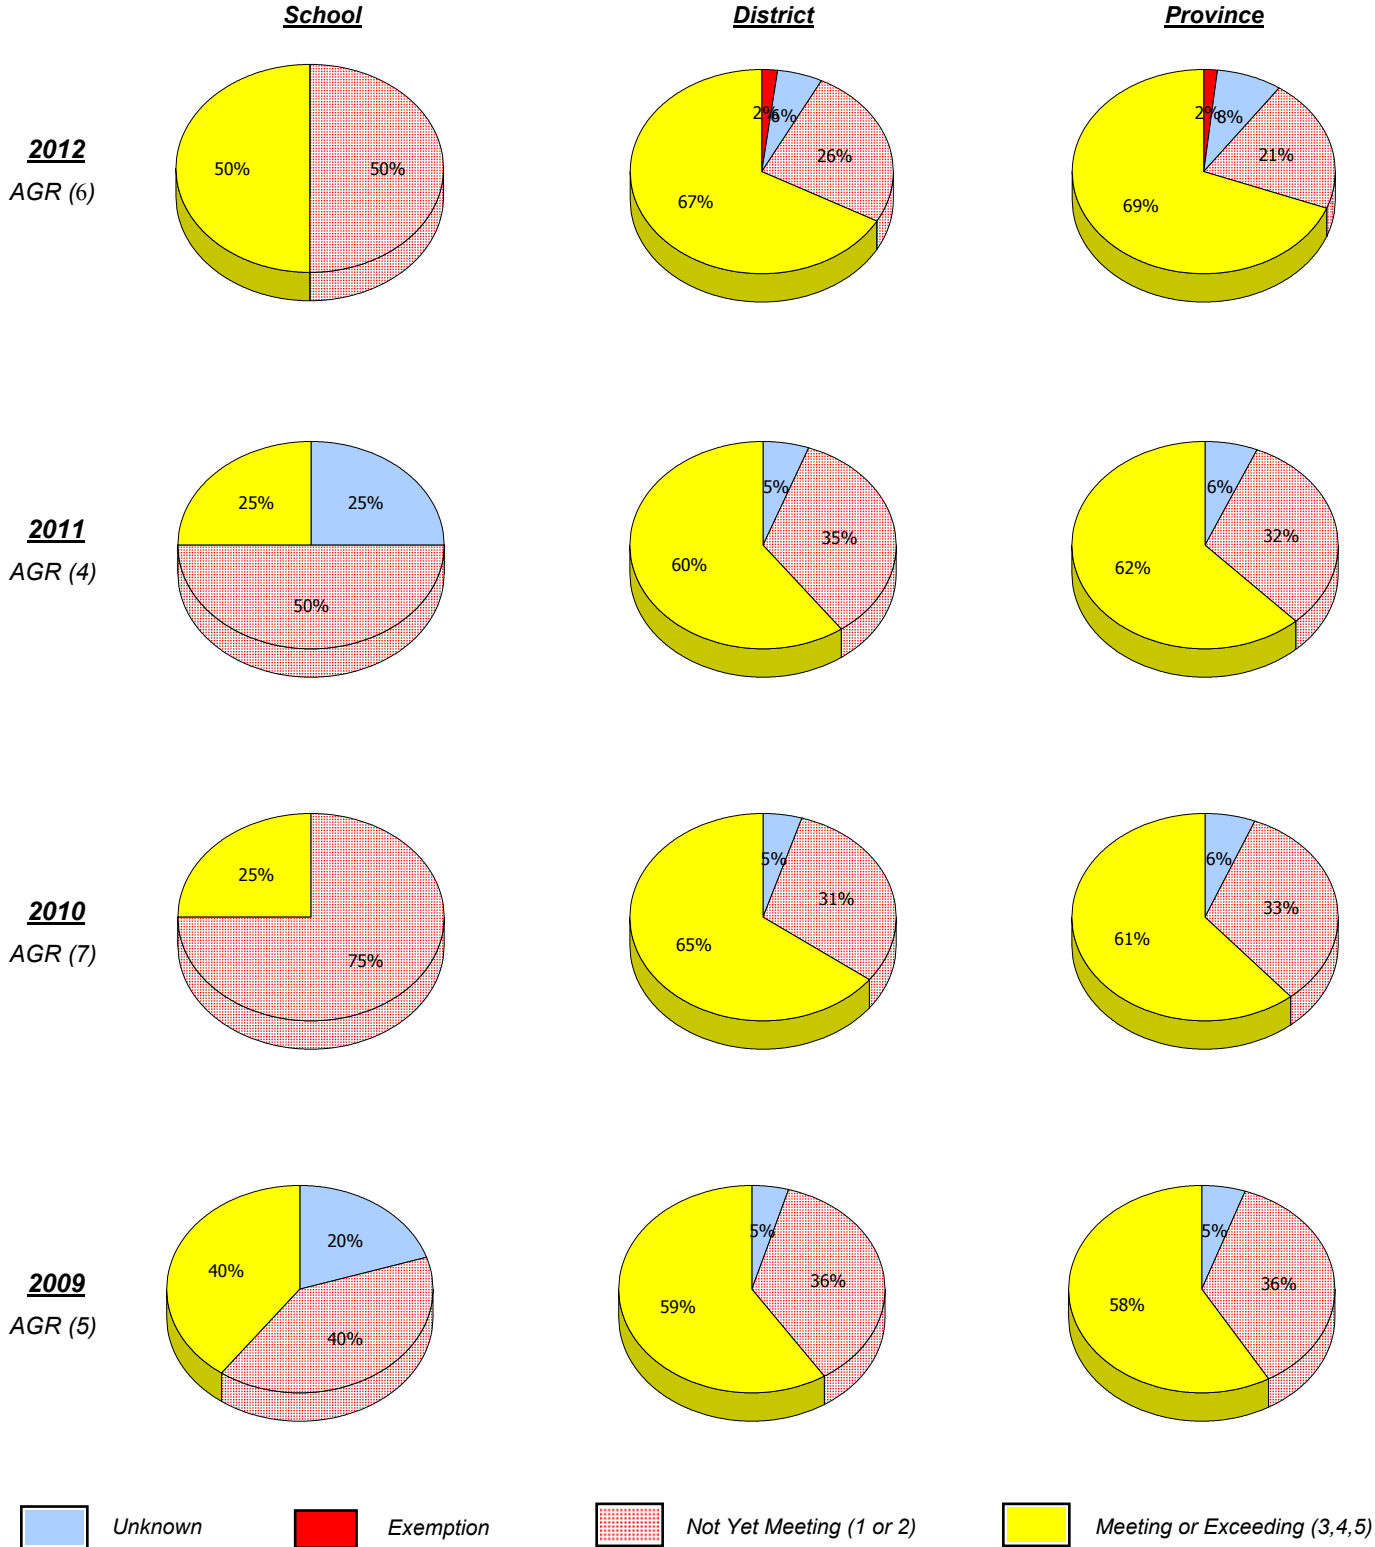 School District Province
2012
AGR (6)
50% 50%
2% 6% 26% 67%
2% 8% 21% 69%
2011
AGR (4)
25% 25% 50%
5% 35% 60%
6% 32% 62%
2010
AGR (7)
25% 75%
5% 31% 65%
6% 33% 61%
2009
AGR (5)
40% 20% 40%
5% 36% 59%
5% 36% 58%
Unknown Exemption Not Yet Meeting (1 or 2) Meeting or Exceeding (3,4,5)